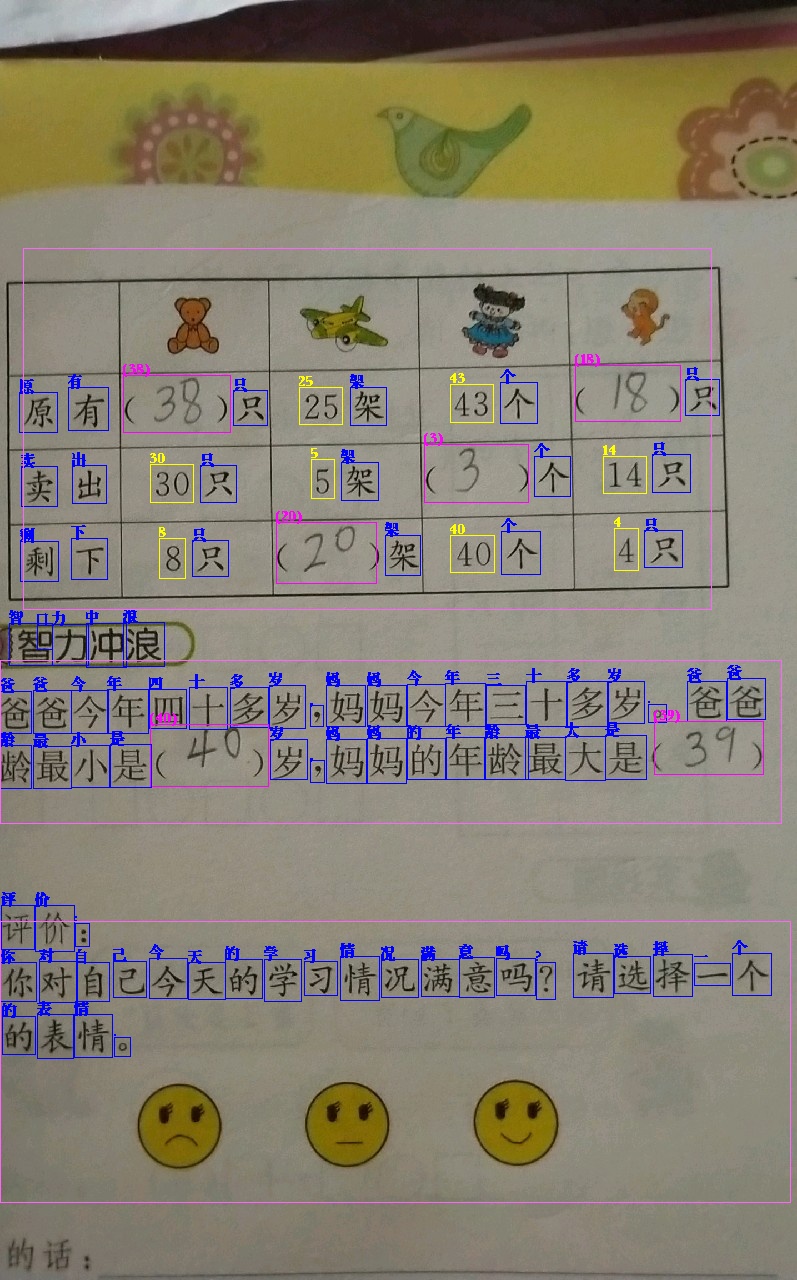 原有 (38)只 25架 43个 (18)只
卖出 30只 5架 (3)个 14只
剩下 8只 (20)架 40个 4只
智力冲浪
爸爸今年四十多岁，妈妈今年三十多岁。爸爸
龄最小是(40)岁，妈妈的年龄最大是(39)
评价：
你对自己今天的学习情况满意吗？请选择一个
的表情。
的话：